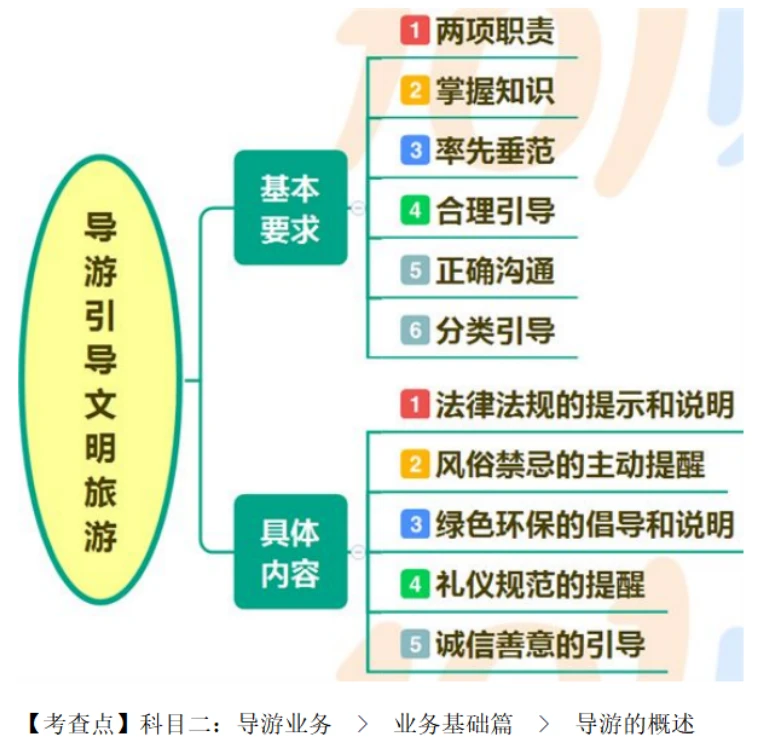 导游引导文明旅游
基本
要求
1 两项职责
2 掌握知识
3 率先垂范
4 合理引导
5 正确沟通
6 分类引导
具体
内容
1 法律法规的提示和说明
2 风俗禁忌的主动提醒
3 绿色环保的倡导和说明
4 礼仪规范的提醒
5 诚信善意的引导
【考查点】科目二：导游业务 > 业务基础篇 > 导游的概述